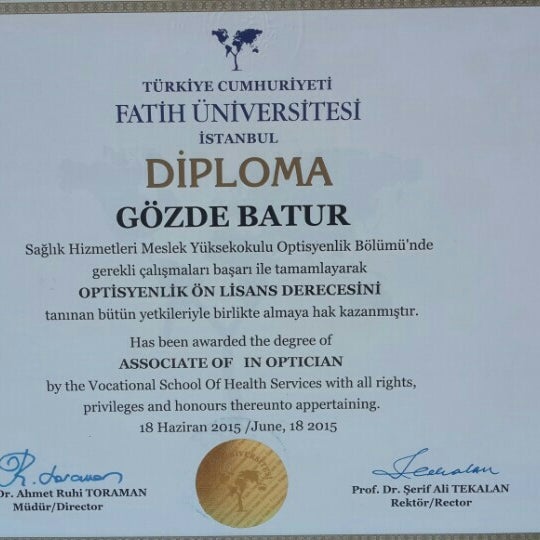 TÜRKİYE CUMHURİYETİ
FATİH ÜNİVERSİTESİ
İSTANBUL
DİPLOMA
GÖZDE BATUR
Sağlık Hizmetleri Meslek Yüksekokulu Optisyenlik Bölümü'nde
gerekli çalışmaları başarı ile tamamlayarak
OPTİSYENLİK ÖN LİSANS DERECESİNİ
tanınan bütün yetkileriyle birlikte almaya hak kazanmıştır.
Has been awarded the degree of
ASSOCIATE OF IN OPTICIAN
by the Vocational School Of Health Services with all rights,
privileges and honours thereunto appertaining.
18 Haziran 2015 /June, 18 2015
Dr. Ahmet Ruhi TORAMAN
Müdür/Director
Prof. Dr. Şerif Ali TEKALAN
Rektör/Rector